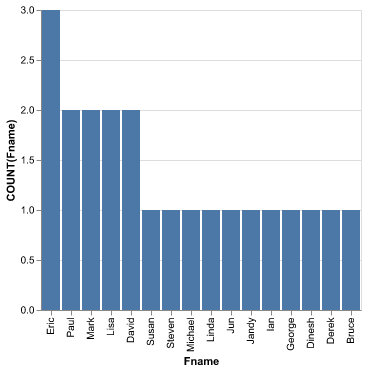 3.0
2.5
2.0
1.5
1.0
0.5
0.0
COUNT(Fname)
Eric
Paul
Mark
Lisa
David
Susan
Steven
Michael
Linda
Jun
Jandy
Ian
George
Dinesh
Derek
Bruce
Fname